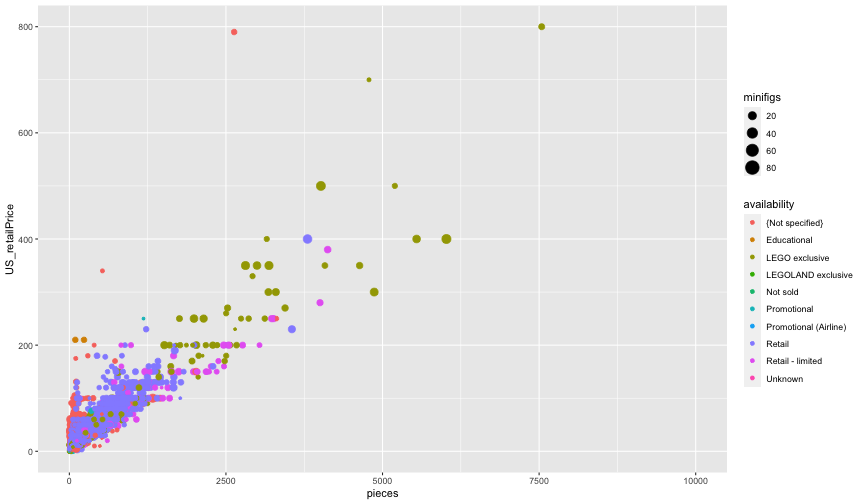 800
600
400
200
0
US_retailPrice
0
2500
5000
7500
10000
pieces
minifigs
20
40
60
80
availability
{Not specified}
Educational
LEGO exclusive
LEGOLAND exclusive
Not sold
Promotional
Promotional (Airline)
Retail
Retail - limited
Unknown